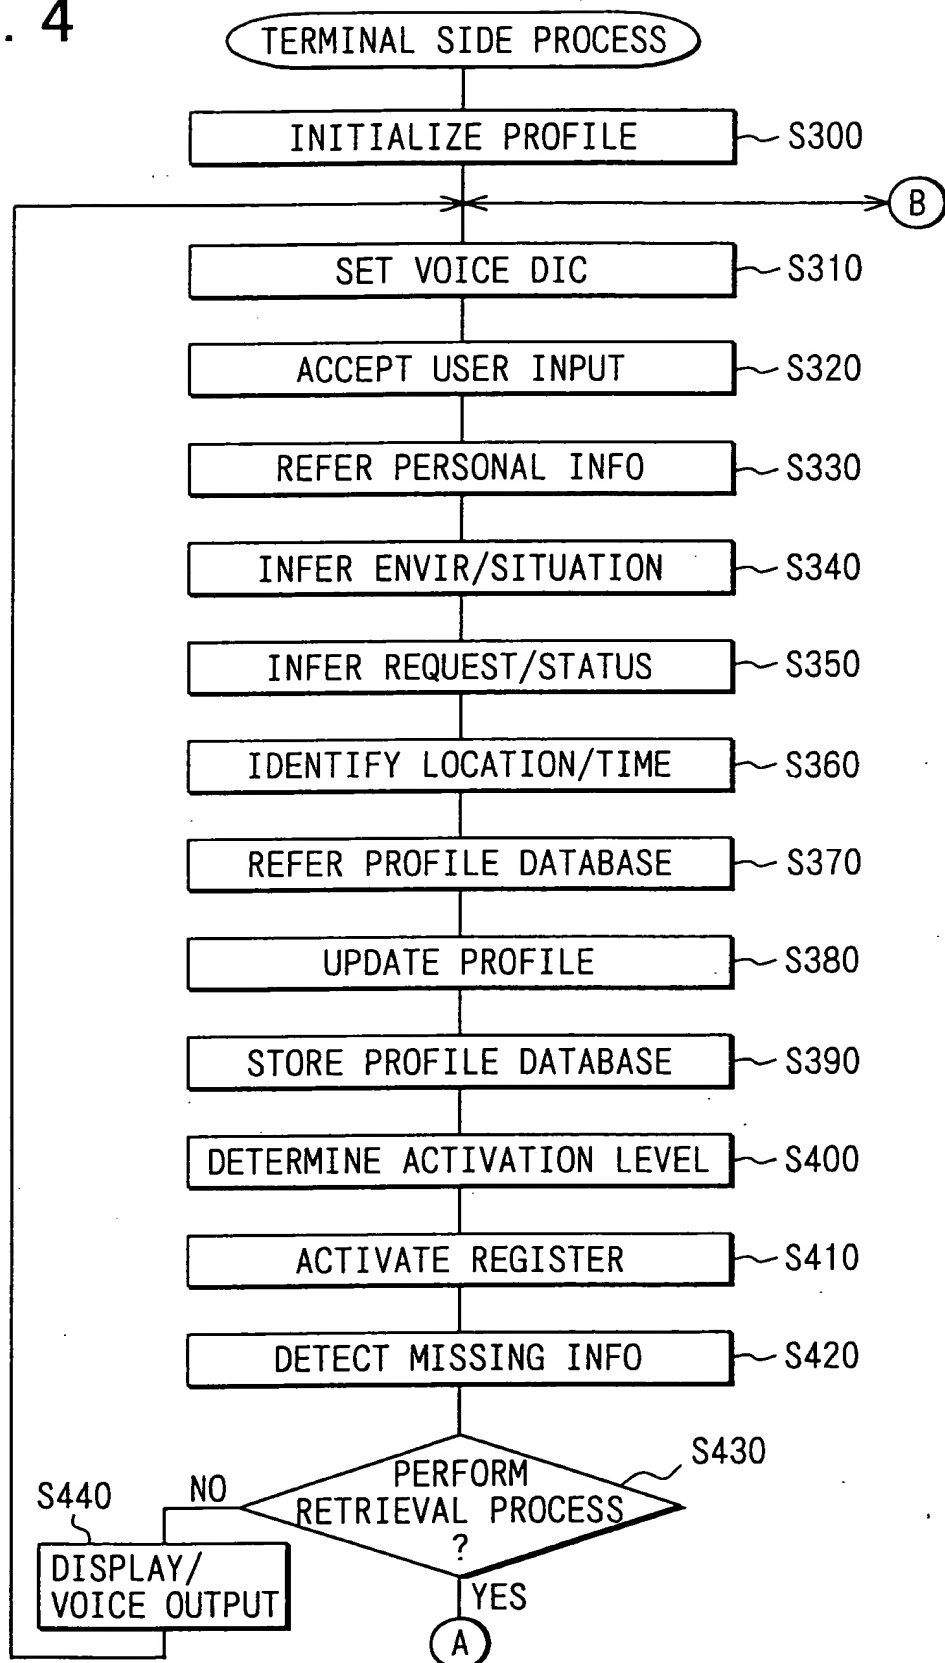 . 4
TERMINAL SIDE PROCESS
INITIALIZE PROFILE S300
B
SET VOICE DIC S310
ACCEPT USER INPUT S320
REFER PERSONAL INFO S330
INFER ENVIR/SITUATION S340
INFER REQUEST/STATUS S350
IDENTIFY LOCATION/TIME S360
REFER PROFILE DATABASE S370
UPDATE PROFILE S380
STORE PROFILE DATABASE S390
DETERMINE ACTIVATION LEVEL S400
ACTIVATE REGISTER S410
DETECT MISSING INFO S420
S430
PERFORM
RETRIEVAL PROCESS
?
NO
S440
DISPLAY/
VOICE OUTPUT
YES
A